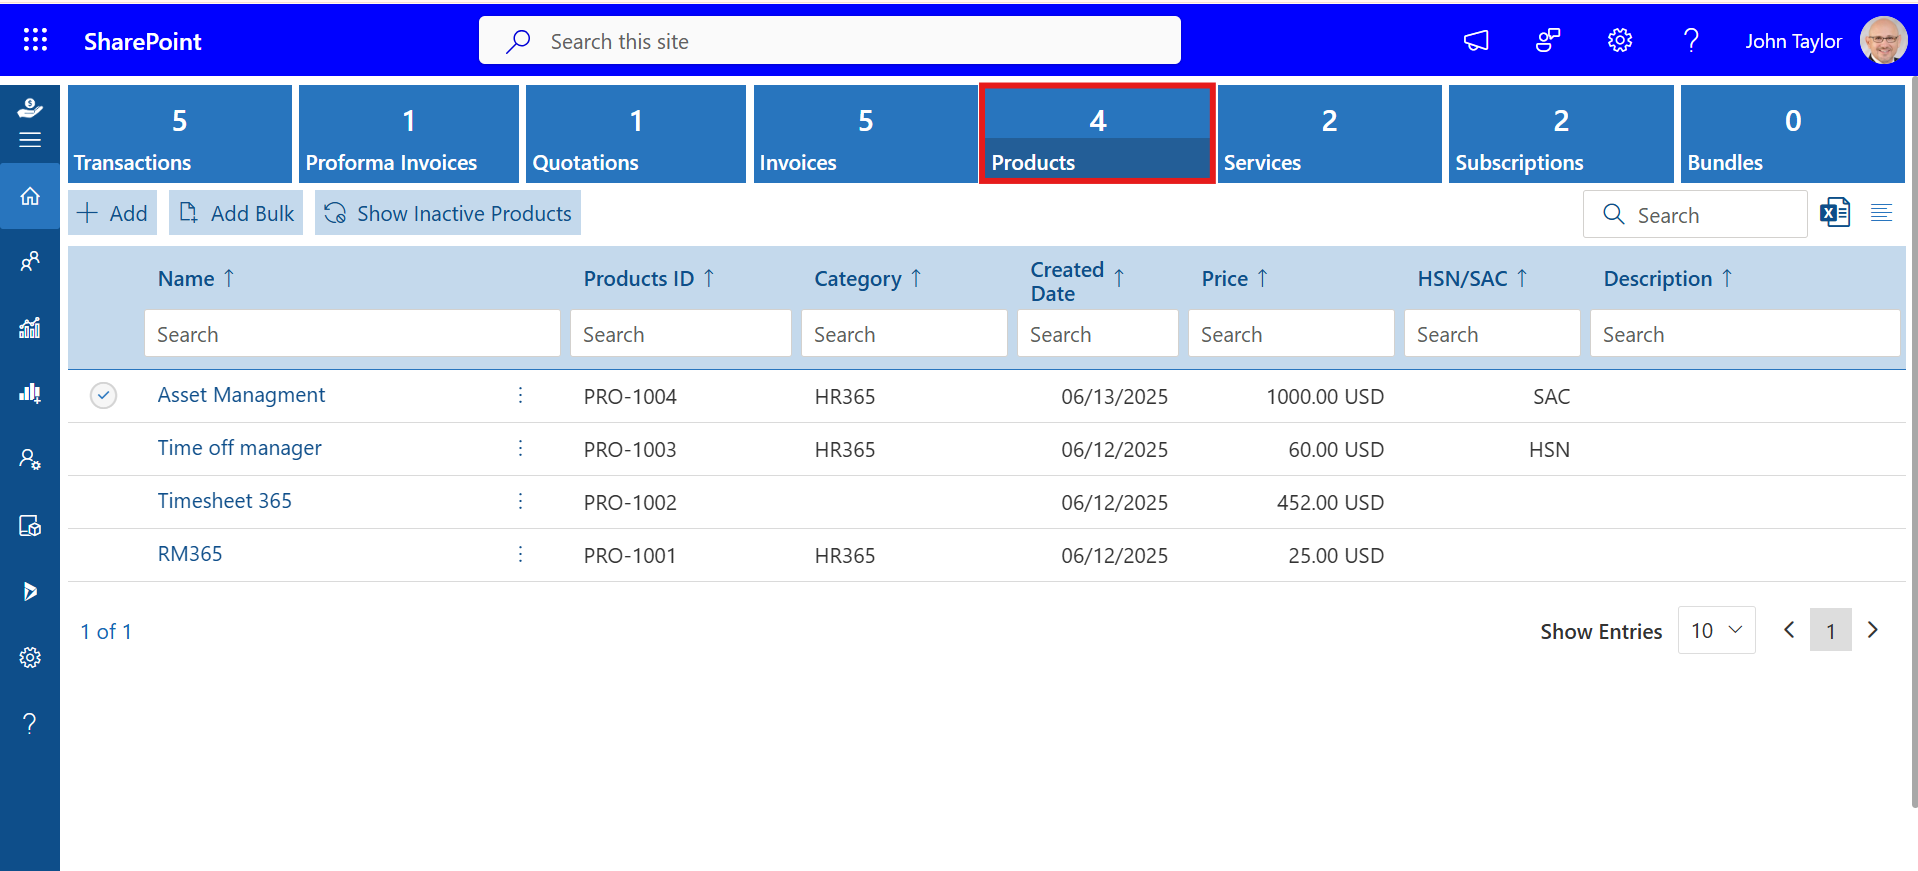 SharePoint
Search this site
John Taylor
5
Transactions
1
Proforma Invoices
1
Quotations
5
Invoices
4
Products
2
Services
2
Subscriptions
0
Bundles
Add
Add Bulk
Show Inactive Products
Search
Name ↑ Products ID ↑ Category ↑ Created Date ↑ Price ↑ HSN/SAC ↑ Description ↑
Search Search Search Search Search Search Search
Asset Managment PRO-1004 HR365 06/13/2025 1000.00 USD SAC
Time off manager PRO-1003 HR365 06/12/2025 60.00 USD HSN
Timesheet 365 PRO-1002 06/12/2025 452.00 USD
RM365 PRO-1001 HR365 06/12/2025 25.00 USD
1 of 1 Show Entries 10 1